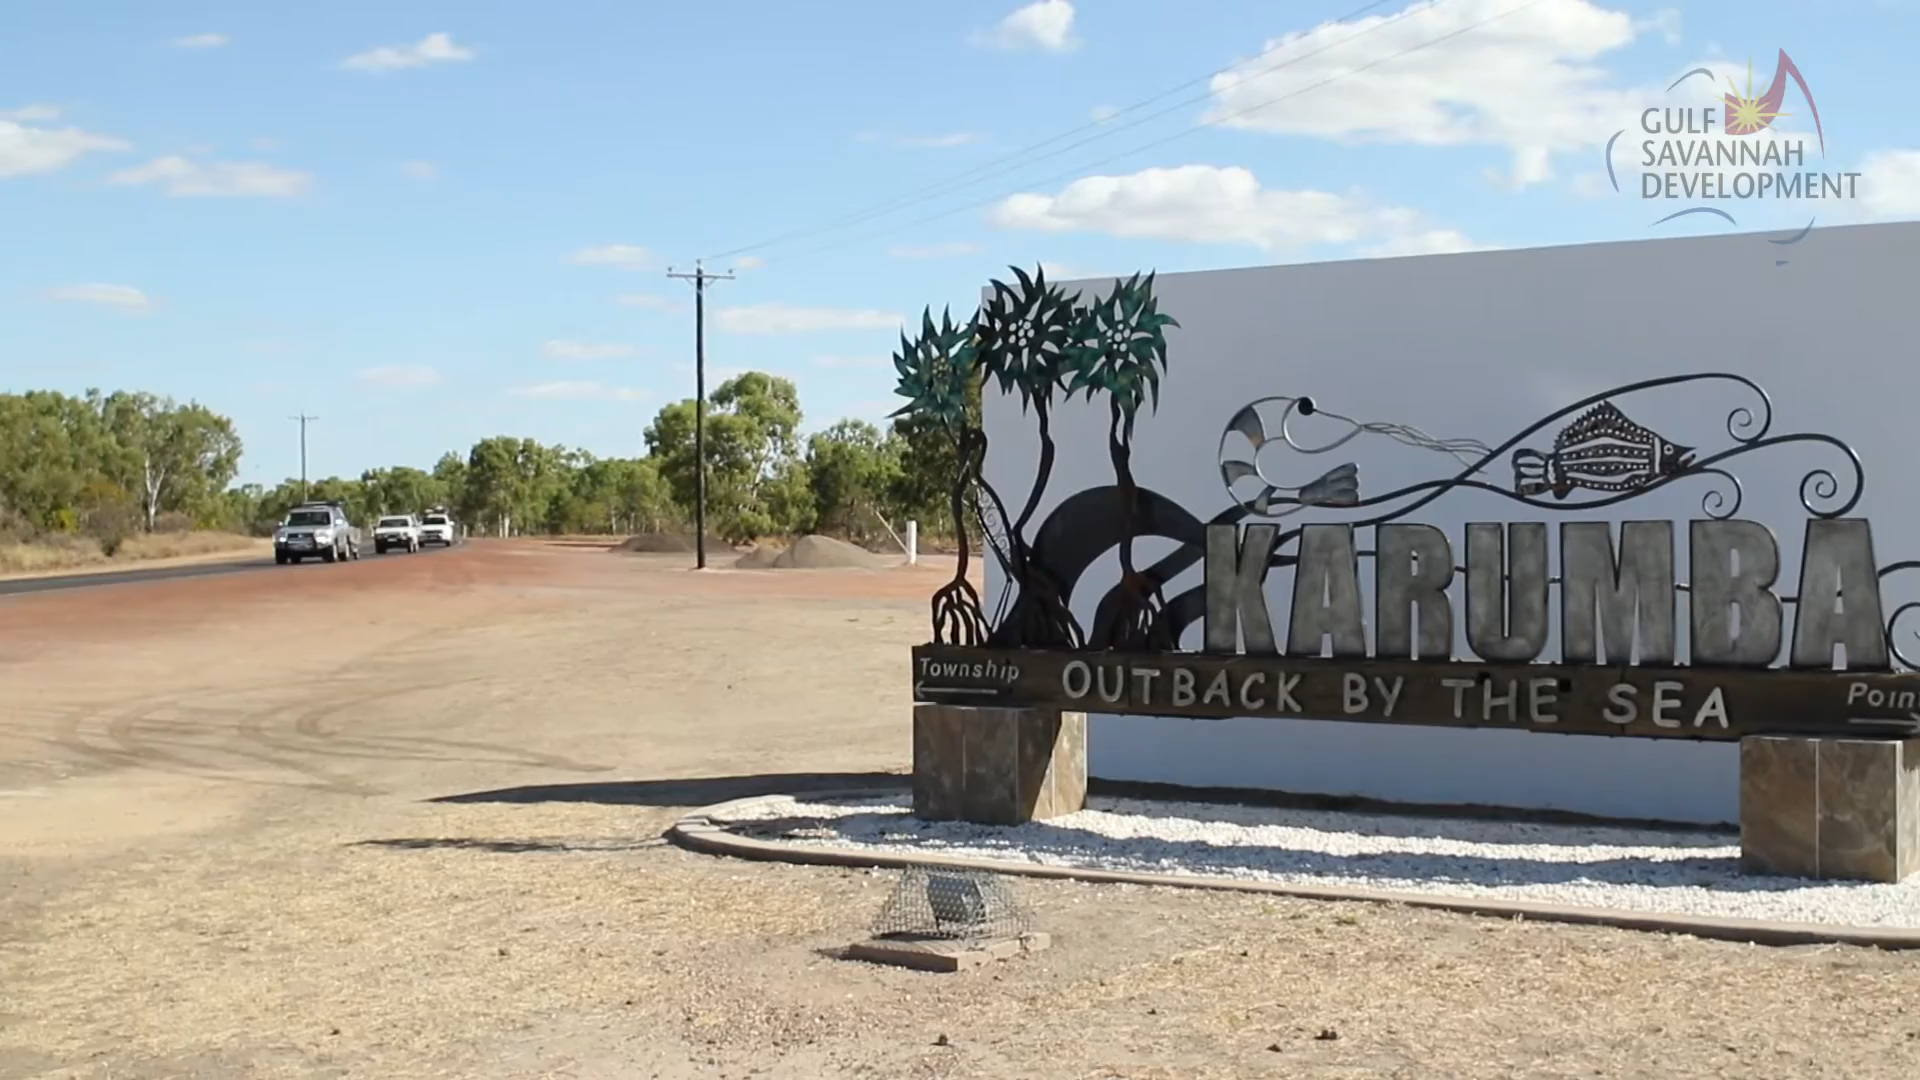 GULF
SAVANNAH
DEVELOPMENT
KARUMBA
Township
OUTBACK BY THE SEA
Poin